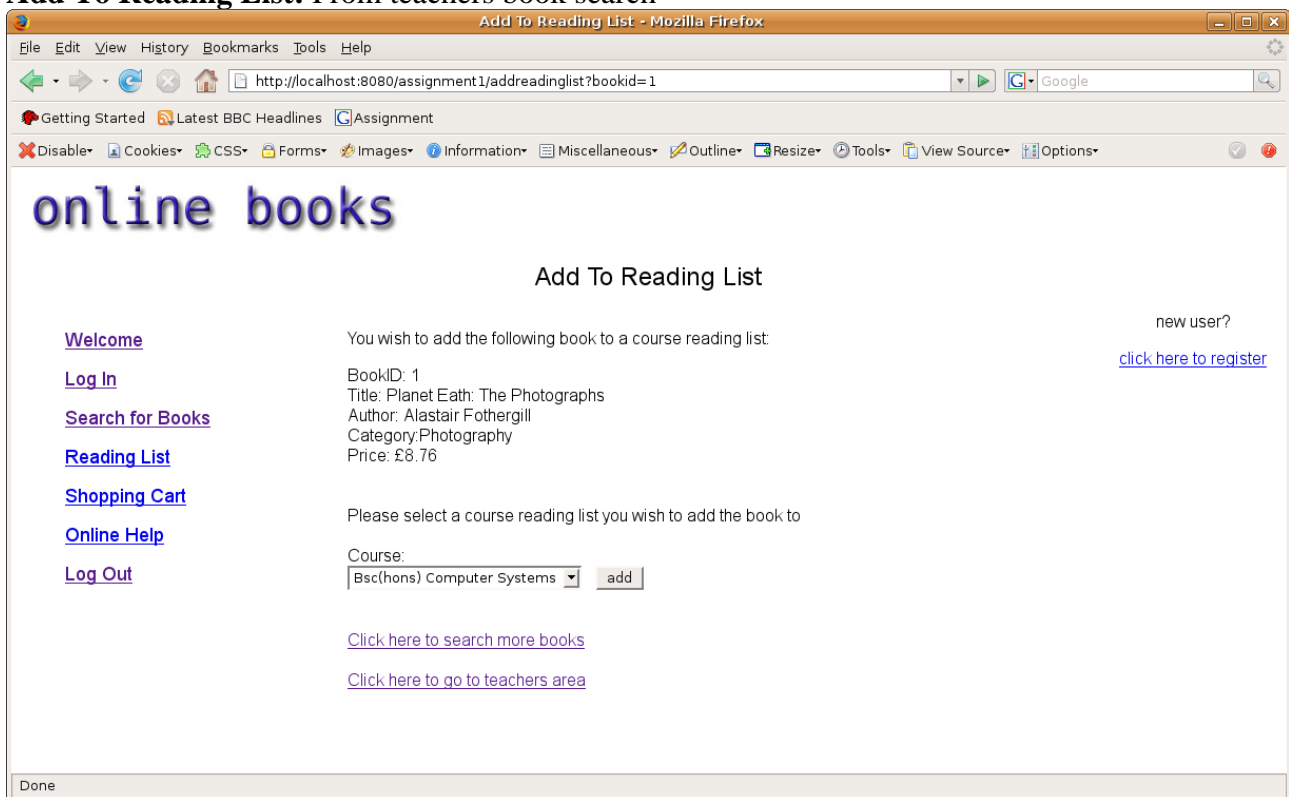 Add To Reading List: From teachers book search
Add To Reading List - Mozilla Firefox
File Edit View History Bookmarks Tools Help
http://localhost:8080/assignment1/addreadinglist?bookid=1
G Google
Getting Started Latest BBC Headlines G Assignment
Disable Cookies CSS Forms Images Information Miscellaneous Outline Resize Tools View Source Options
online books
Add To Reading List
new user?
click here to register
Welcome
Log In
Search for Books
Reading List
Shopping Cart
Online Help
Log Out
You wish to add the following book to a course reading list:
BookID: 1
Title: Planet Eath: The Photographs
Author: Alastair Fothergill
Category:Photography
Price: £8.76
Please select a course reading list you wish to add the book to
Course:
Bsc(hons) Computer Systems add
Click here to search more books
Click here to go to teachers area
Done